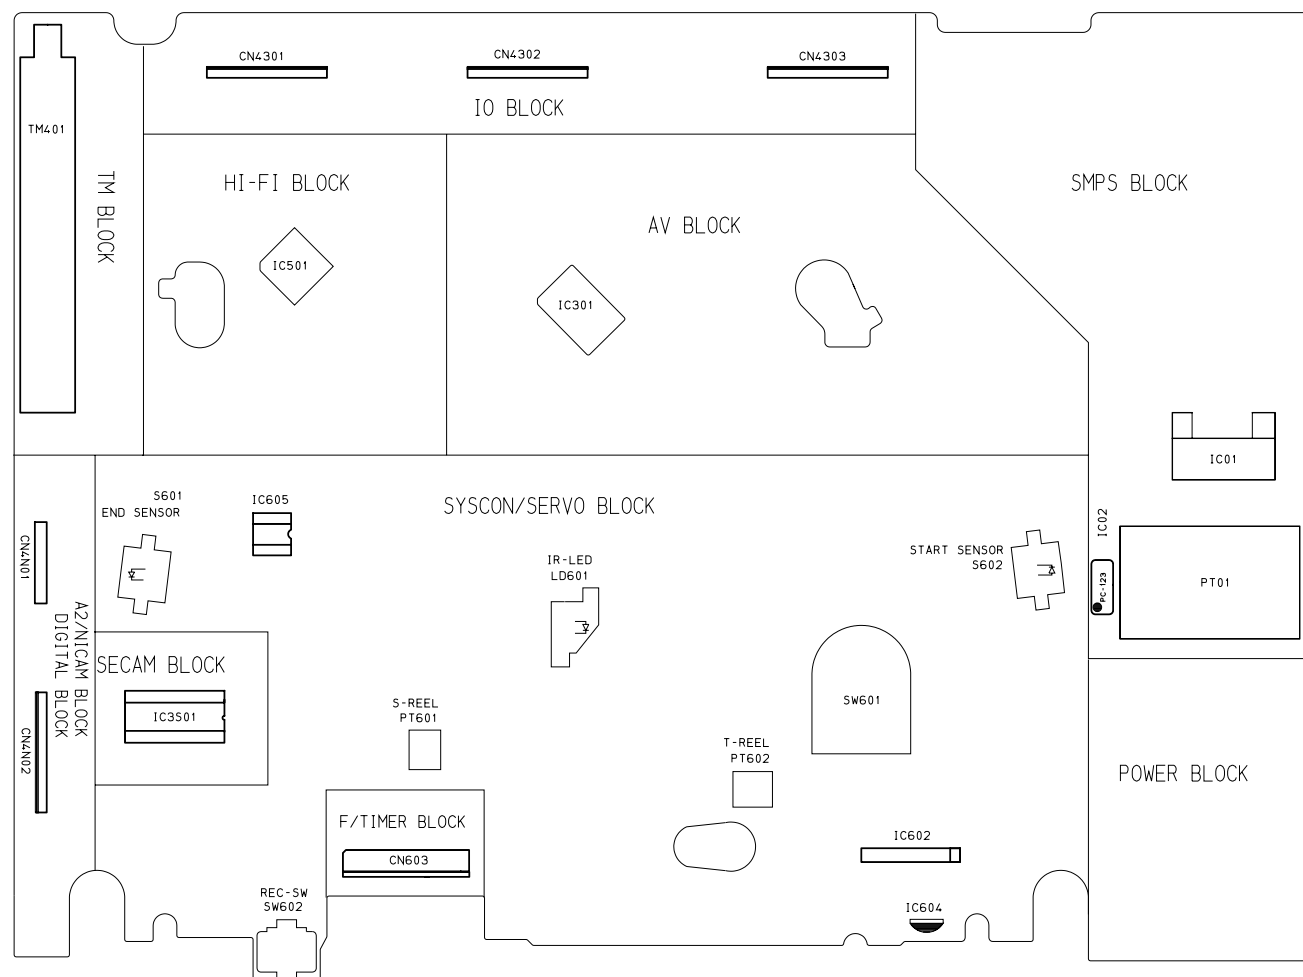 CN4301
CN4302
CN4303
IO BLOCK
TM401
TM BLOCK
HI-FI BLOCK
SMPS BLOCK
AV BLOCK
IC501
IC301
IC01
S601
END SENSOR
IC605
SYSCON/SERVO BLOCK
IC02
CN4N01
IR-LED
LD601
START SENSOR
S602
PC-123
PT01
A2/NICAM BLOCK
DIGITAL BLOCK
SECAM BLOCK
IC3S01
CN4N02
S-REEL
PT601
SW601
T-REEL
PT602
POWER BLOCK
F/TIMER BLOCK
CN603
IC602
REC-SW
SW602
IC604